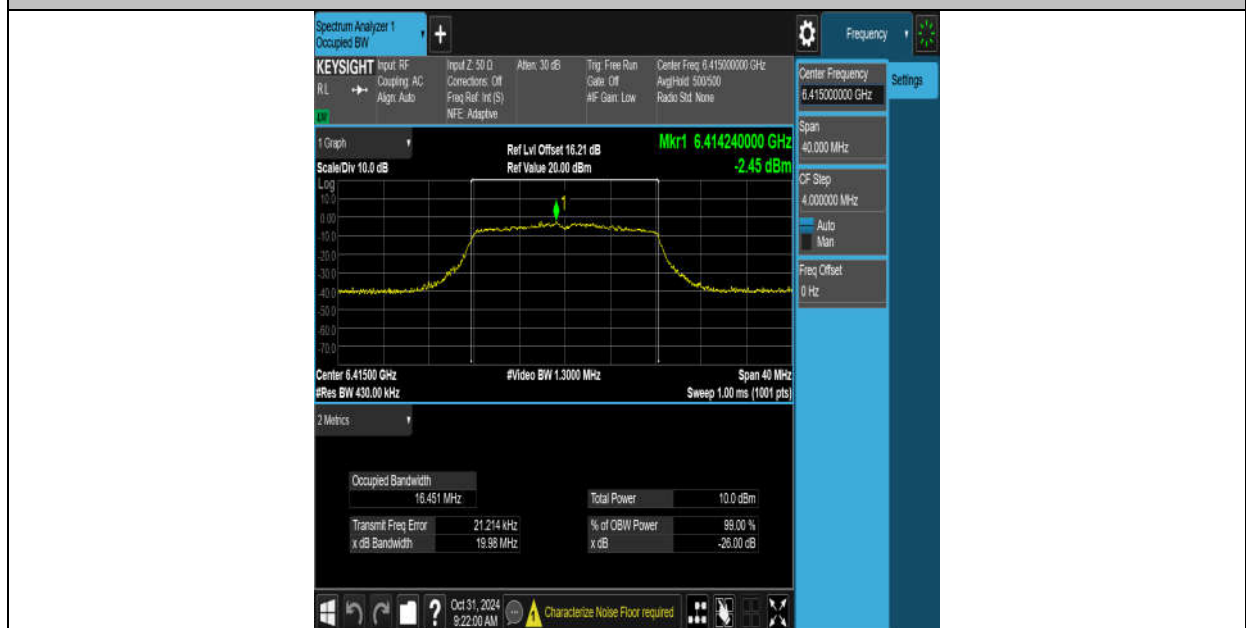 Spectrum Analyzer 1
Occupied BW
+
Frequency
KEYSIGHT
Input: RF
Coupling: AC
Align: Auto
Input Z: 50 Ω
Corrections: Off
Freq Ref: Int (S)
NFE: Adaptive
Atten: 30 dB
Trig: Free Run
Gate: Off
#IF Gain: Low
Center Freq: 6.415000000 GHz
Avg|Hold: 500/500
Radio Std: None
RL
Center Frequency
6.415000000 GHz
Settings
Span
40.000 MHz
CF Step
4.000000 MHz
Auto
Man
Freq Offset
0 Hz
1 Graph
Scale/Div 10.0 dB
Ref Lvl Offset 16.21 dB
Ref Value 20.00 dBm
Mkr1 6.414240000 GHz
-2.45 dBm
Log
10.0
0.00
-10.0
-20.0
-30.0
-40.0
-50.0
-60.0
-70.0
1
Center 6.41500 GHz
#Video BW 1.3000 MHz
Span 40 MHz
#Res BW 430.00 kHz
Sweep 1.00 ms (1001 pts)
2 Metrics
Occupied Bandwidth
16.451 MHz
Total Power 10.0 dBm
Transmit Freq Error 21.214 kHz
% of OBW Power 99.00 %
x dB Bandwidth 19.98 MHz
x dB -26.00 dB
?
Oct 31, 2024
9:22:00 AM
Characterize Noise Floor required